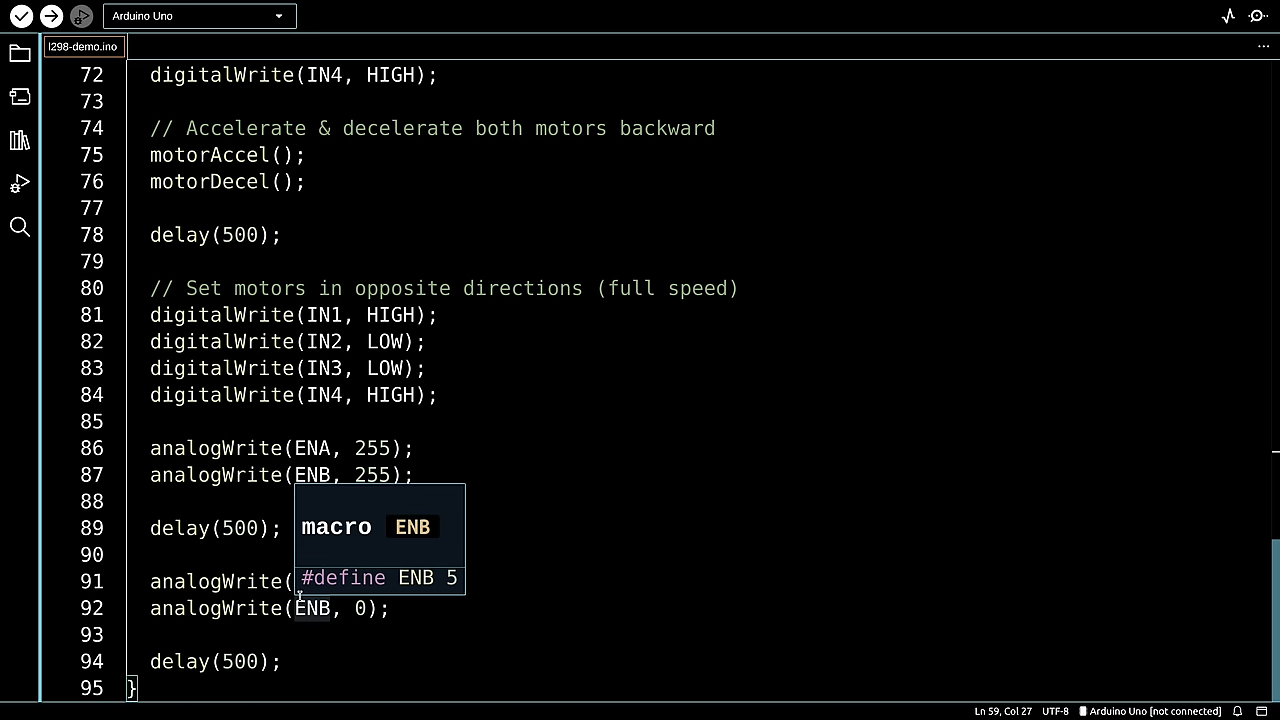 Arduino Uno
l298-demo.ino
72 digitalWrite(IN4, HIGH);
73
74 // Accelerate & decelerate both motors backward
75 motorAccel();
76 motorDecel();
77
78 delay(500);
79
80 // Set motors in opposite directions (full speed)
81 digitalWrite(IN1, HIGH);
82 digitalWrite(IN2, LOW);
83 digitalWrite(IN3, LOW);
84 digitalWrite(IN4, HIGH);
85
86 analogWrite(ENA, 255);
87 analogWrite(ENB, 255);
88
macro ENB
89 delay(500);
90
#define ENB 5
91 analogWrite(
92 analogWrite(ENB, 0);
93
94 delay(500);
95 }
Ln 59, Col 27 UTF-8 Arduino Uno [not connected]